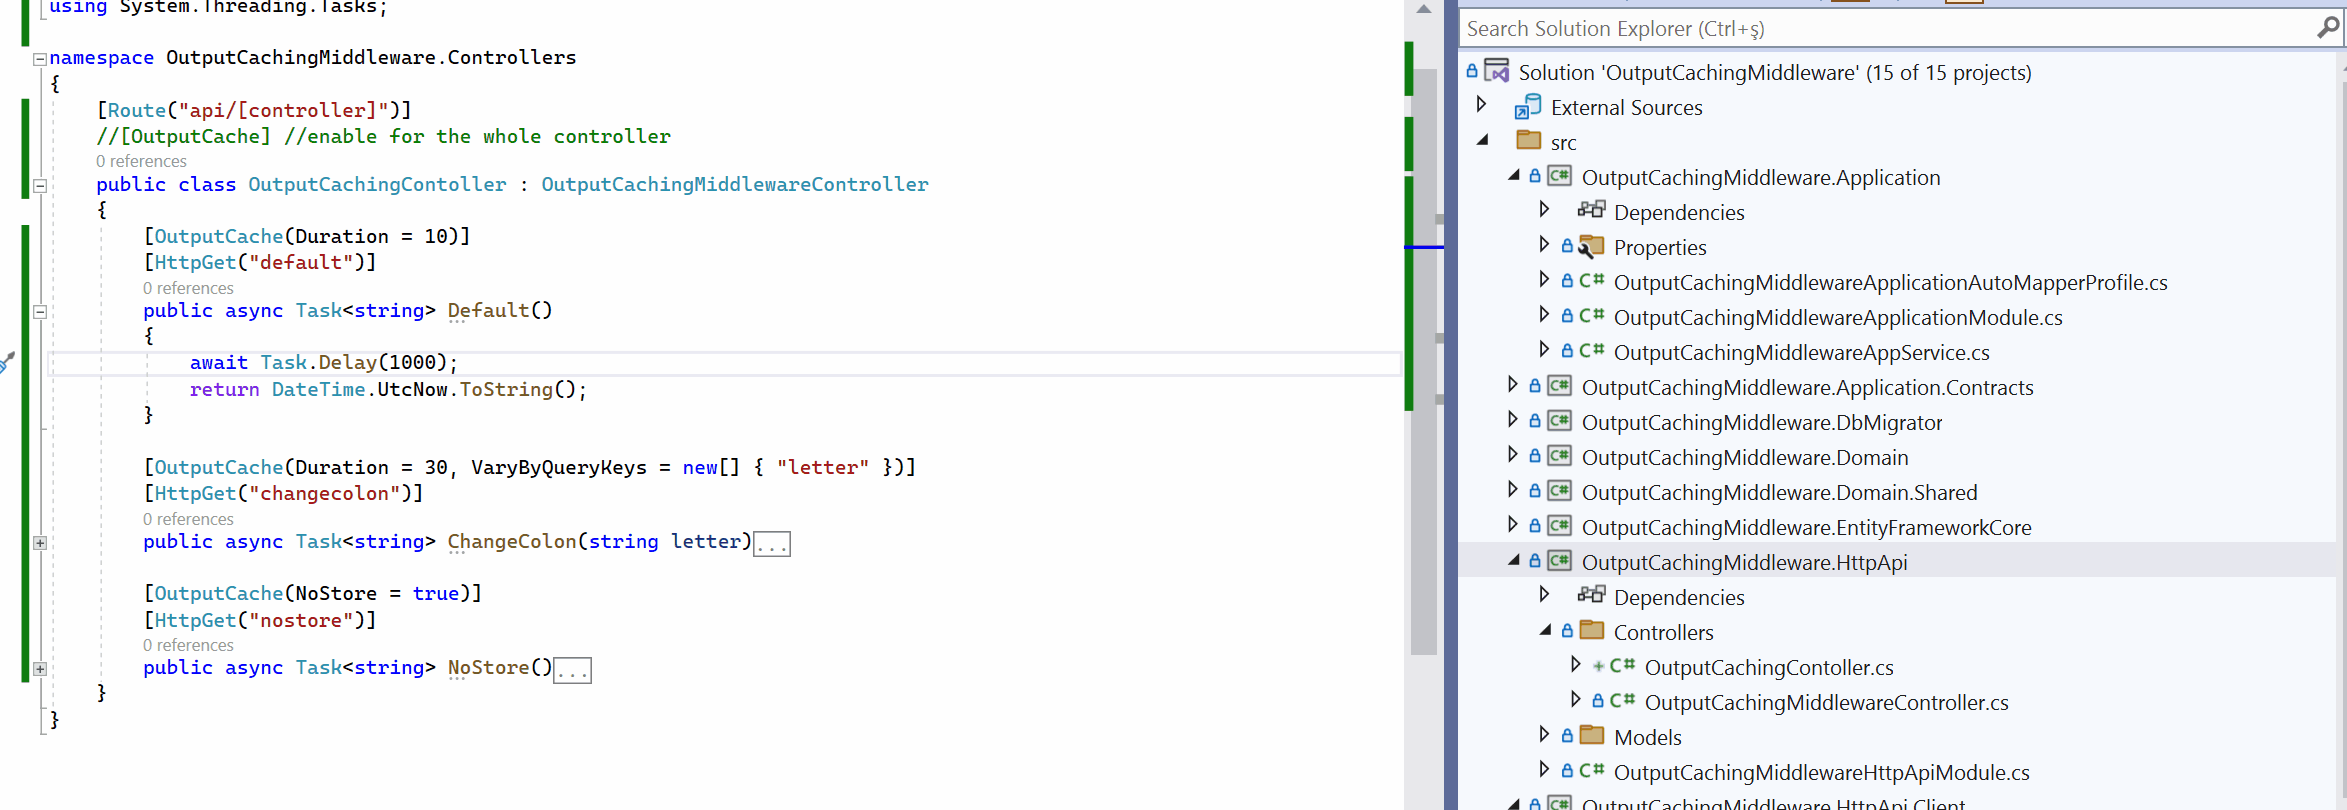 using System.Threading.Tasks;
namespace OutputCachingMiddleware.Controllers
{
[Route("api/[controller]")]
//[OutputCache] //enable for the whole controller
0 references
public class OutputCachingContoller : OutputCachingMiddlewareController
{
[OutputCache(Duration = 10)]
[HttpGet("default")]
0 references
public async Task<string> Default()
{
await Task.Delay(1000);
return DateTime.UtcNow.ToString();
}
[OutputCache(Duration = 30, VaryByQueryKeys = new[] { "letter" })]
[HttpGet("changecolon")]
0 references
public async Task<string> ChangeColon(string letter)...
[OutputCache(NoStore = true)]
[HttpGet("nostore")]
0 references
public async Task<string> NoStore()...
}
}
Search Solution Explorer (Ctrl+ş)
Solution 'OutputCachingMiddleware' (15 of 15 projects)
External Sources
src
C# OutputCachingMiddleware.Application
Dependencies
Properties
C# OutputCachingMiddlewareApplicationAutoMapperProfile.cs
C# OutputCachingMiddlewareApplicationModule.cs
C# OutputCachingMiddlewareAppService.cs
C# OutputCachingMiddleware.Application.Contracts
C# OutputCachingMiddleware.DbMigrator
C# OutputCachingMiddleware.Domain
C# OutputCachingMiddleware.Domain.Shared
C# OutputCachingMiddleware.EntityFrameworkCore
C# OutputCachingMiddleware.HttpApi
Dependencies
Controllers
+ C# OutputCachingContoller.cs
C# OutputCachingMiddlewareController.cs
Models
C# OutputCachingMiddlewareHttpApiModule.cs
C# OutputCachingMiddleware.HttpApi.Client